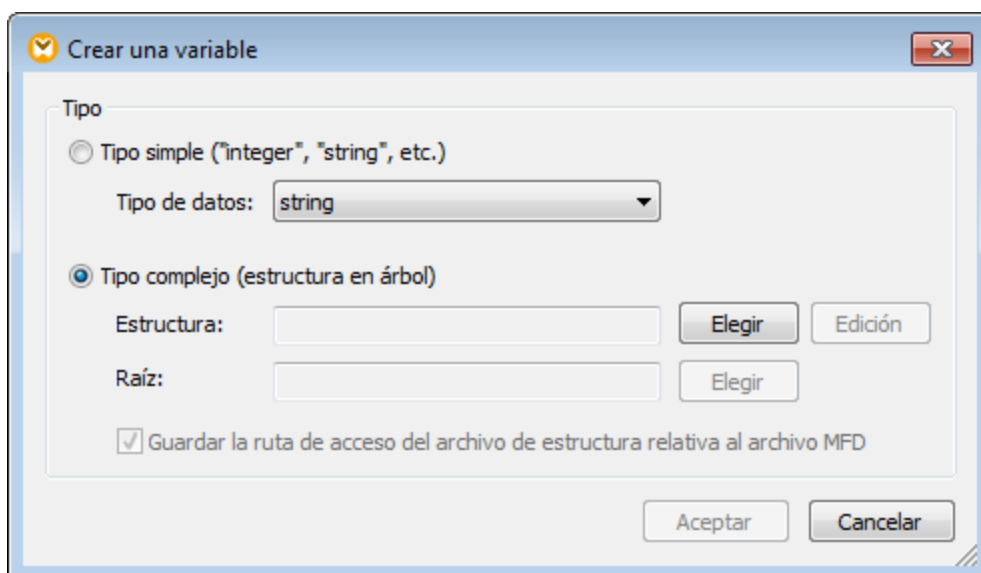 Crear una variable
Tipo
Tipo simple ("integer", "string", etc.)
Tipo de datos: string
Tipo complejo (estructura en árbol)
Estructura: Elegir Edición
Raíz: Elegir
Guardar la ruta de acceso del archivo de estructura relativa al archivo MFD
Aceptar Cancelar